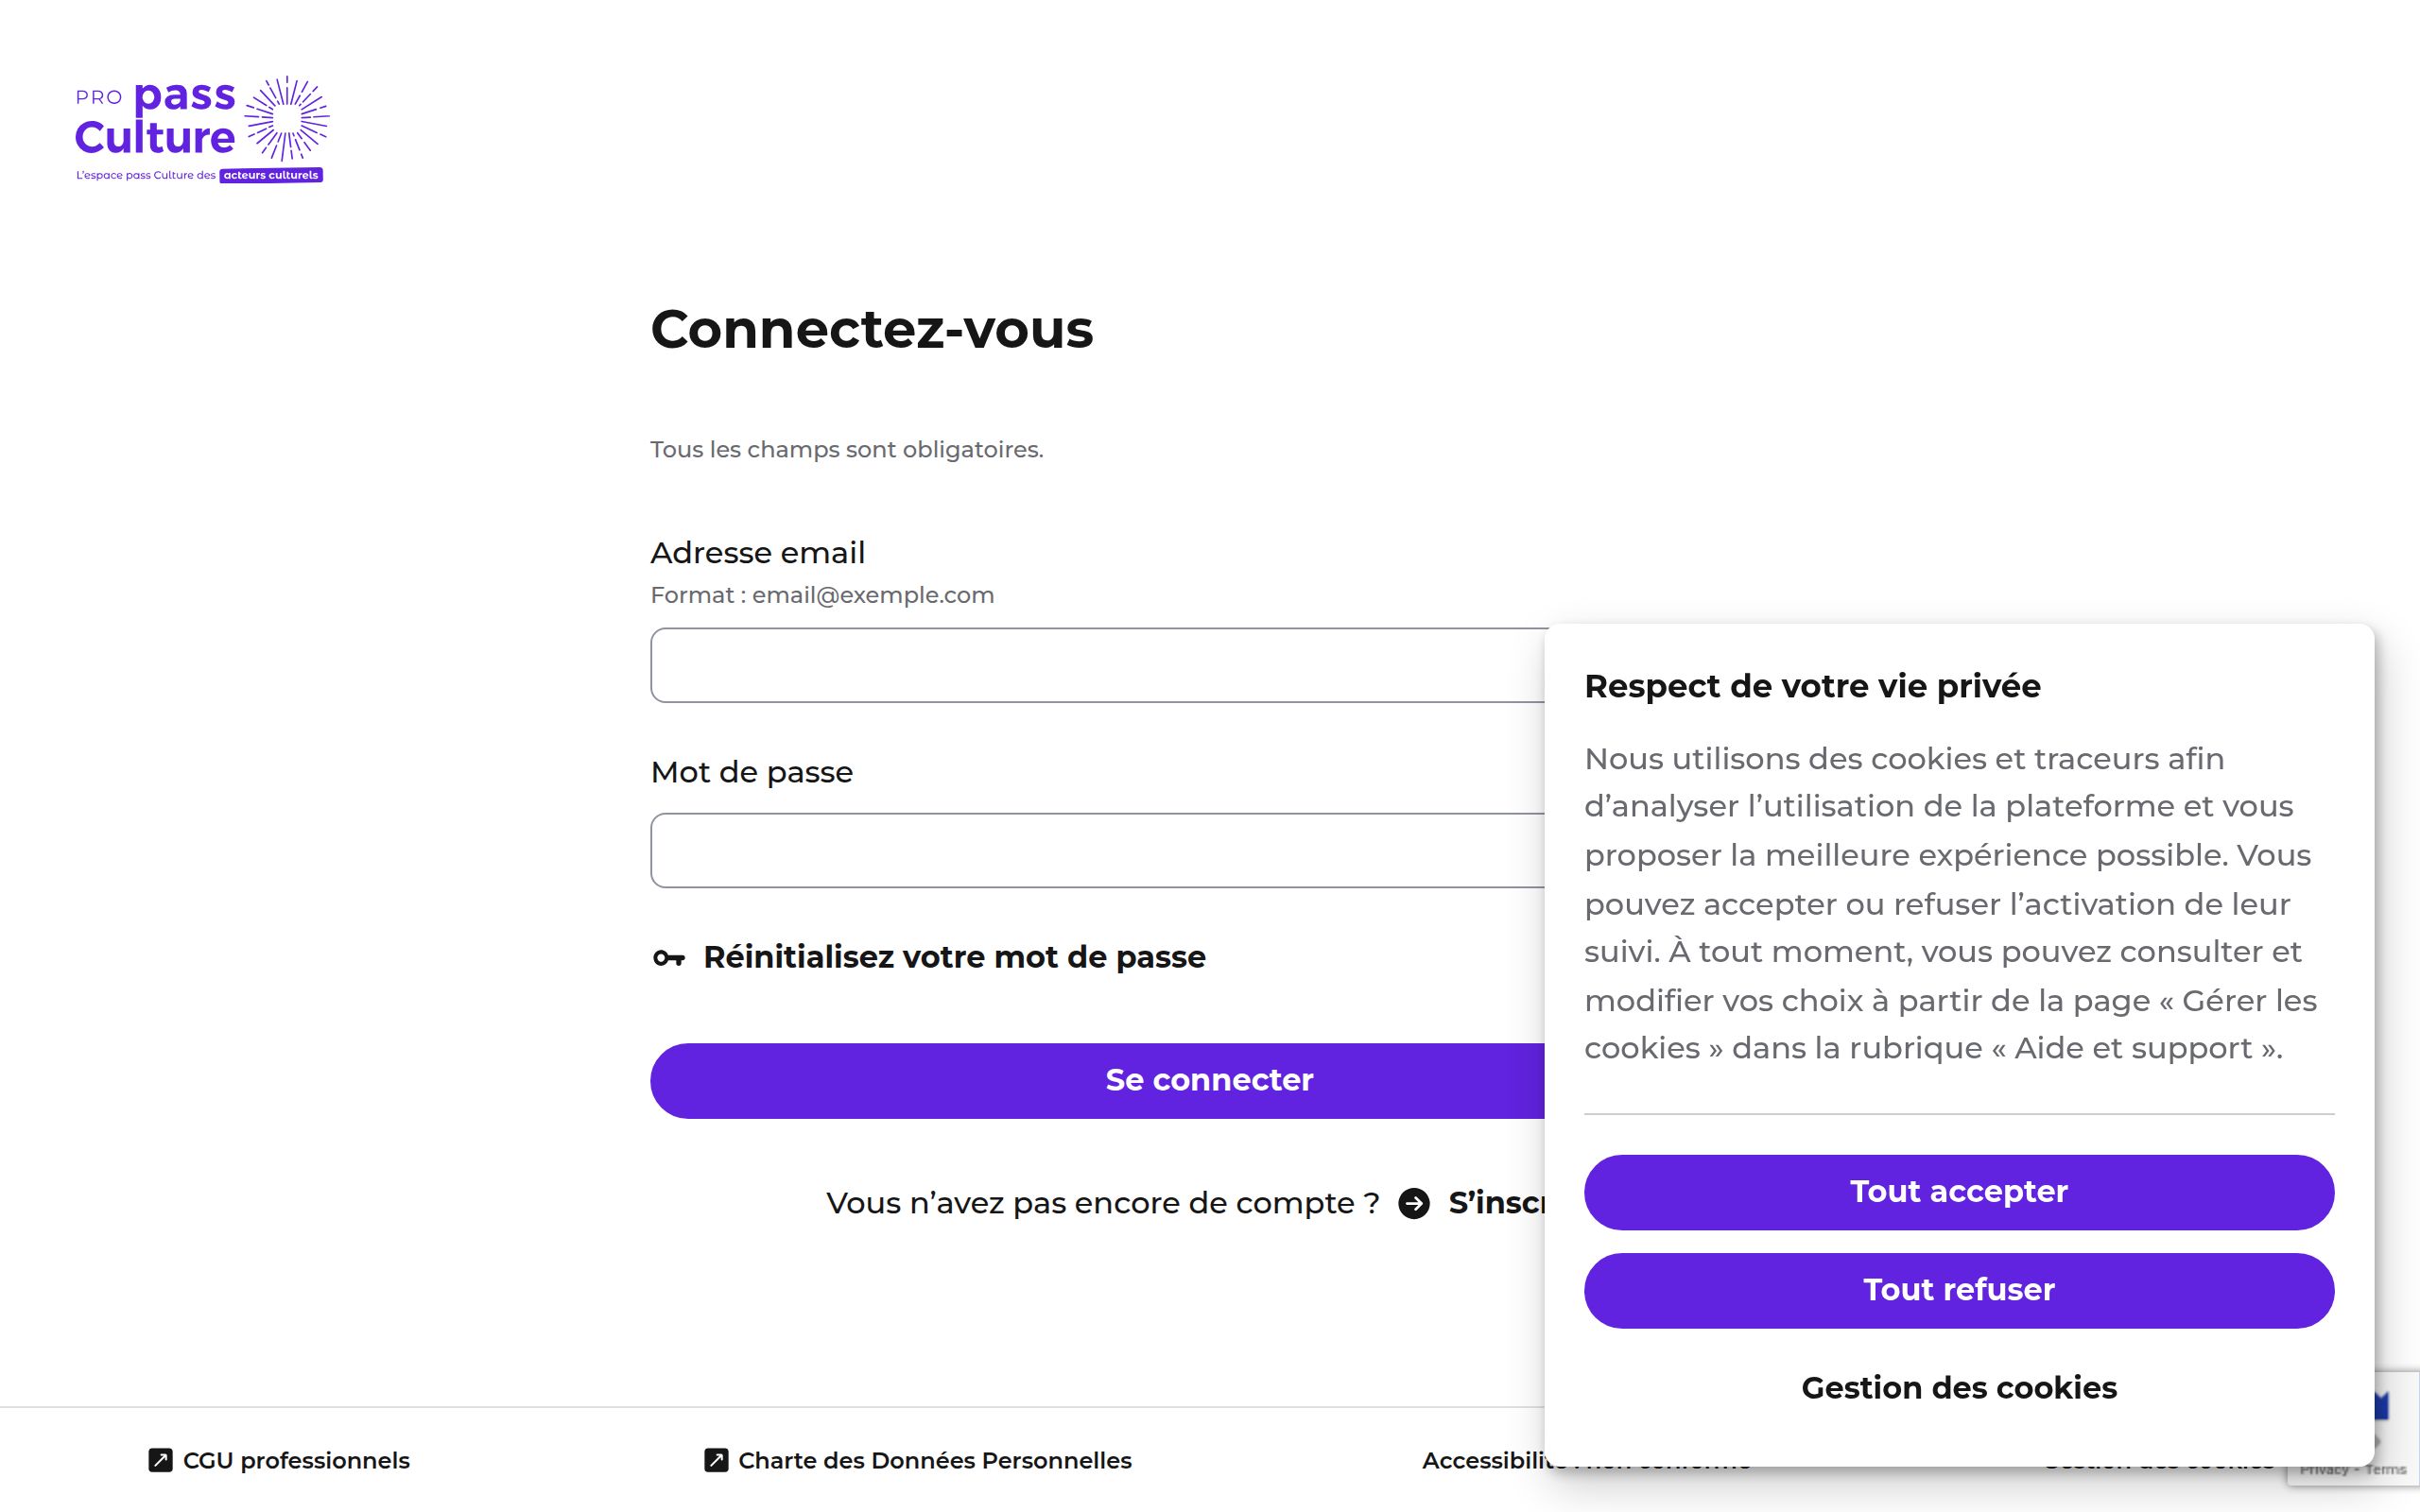 PRO pass
Culture
L'espace pass Culture des acteurs culturels
Connectez-vous
Tous les champs sont obligatoires.
Adresse email
Format : email@exemple.com
Mot de passe
Réinitialisez votre mot de passe
Se connecter
Vous n’avez pas encore de compte ?
Respect de votre vie privée
Nous utilisons des cookies et traceurs afin
d’analyser l’utilisation de la plateforme et vous
proposer la meilleure expérience possible. Vous
pouvez accepter ou refuser l’activation de leur
suivi. À tout moment, vous pouvez consulter et
modifier vos choix à partir de la page « Gérer les
cookies » dans la rubrique « Aide et support ».
Tout accepter
Tout refuser
Gestion des cookies
CGU professionnels
Charte des Données Personnelles
Privacy - Terms